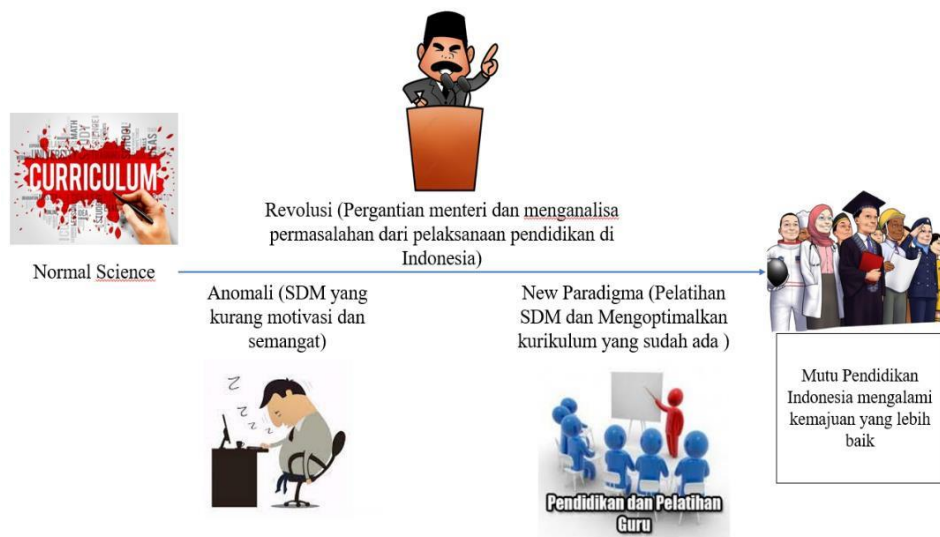 MATH
CURRICULUM
Normal Science
Revolusi (Pergantian menteri dan menganalisa
permasalahan dari pelaksanaan pendidikan di
Indonesia)
Anomali (SDM yang
kurang motivasi dan
semangat)
z
z
z
z
z
New Paradigma (Pelatihan
SDM dan Mengoptimalkan
kurikulum yang sudah ada )
Pendidikan dan Pelatihan
Guru
Mutu Pendidikan
Indonesia mengalami
kemajuan yang lebih
baik